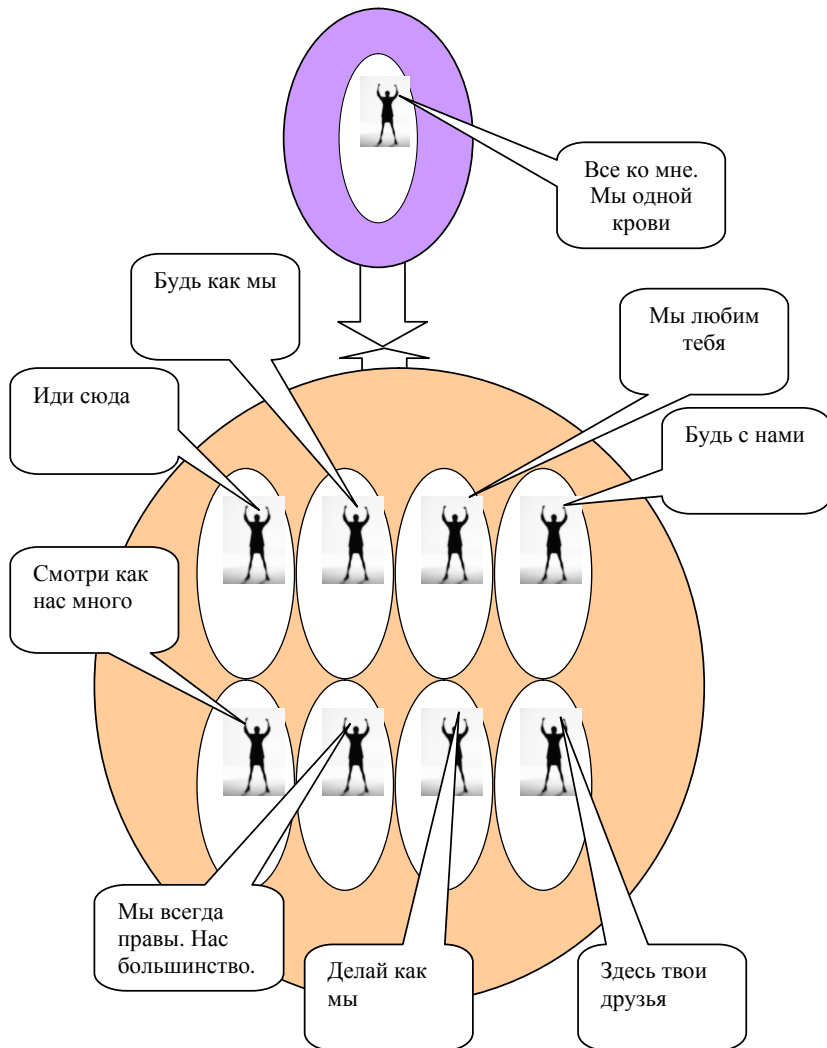 Все ко мне.
Мы одной
крови
Будь как мы
Мы любим
тебя
Иди сюда
Будь с нами
Смотри как
нас много
Мы всегда
правы. Нас
большинство.
Делай как
мы
Здесь твои
друзья